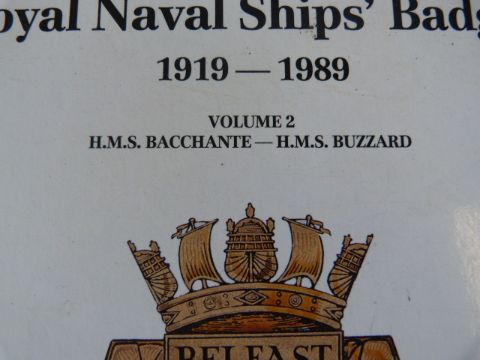 oyal Naval Ships' Badg
1919 — 1989
VOLUME 2
H.M.S. BACCHANTE — H.M.S. BUZZARD
BELFAST